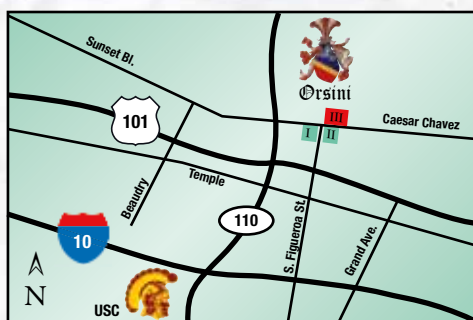 Sunset Bl.
Orsini
III
I
II
Caesar Chavez
101
Temple
Beaudry
110
S. Figueroa St.
Grand Ave.
10
N
USC